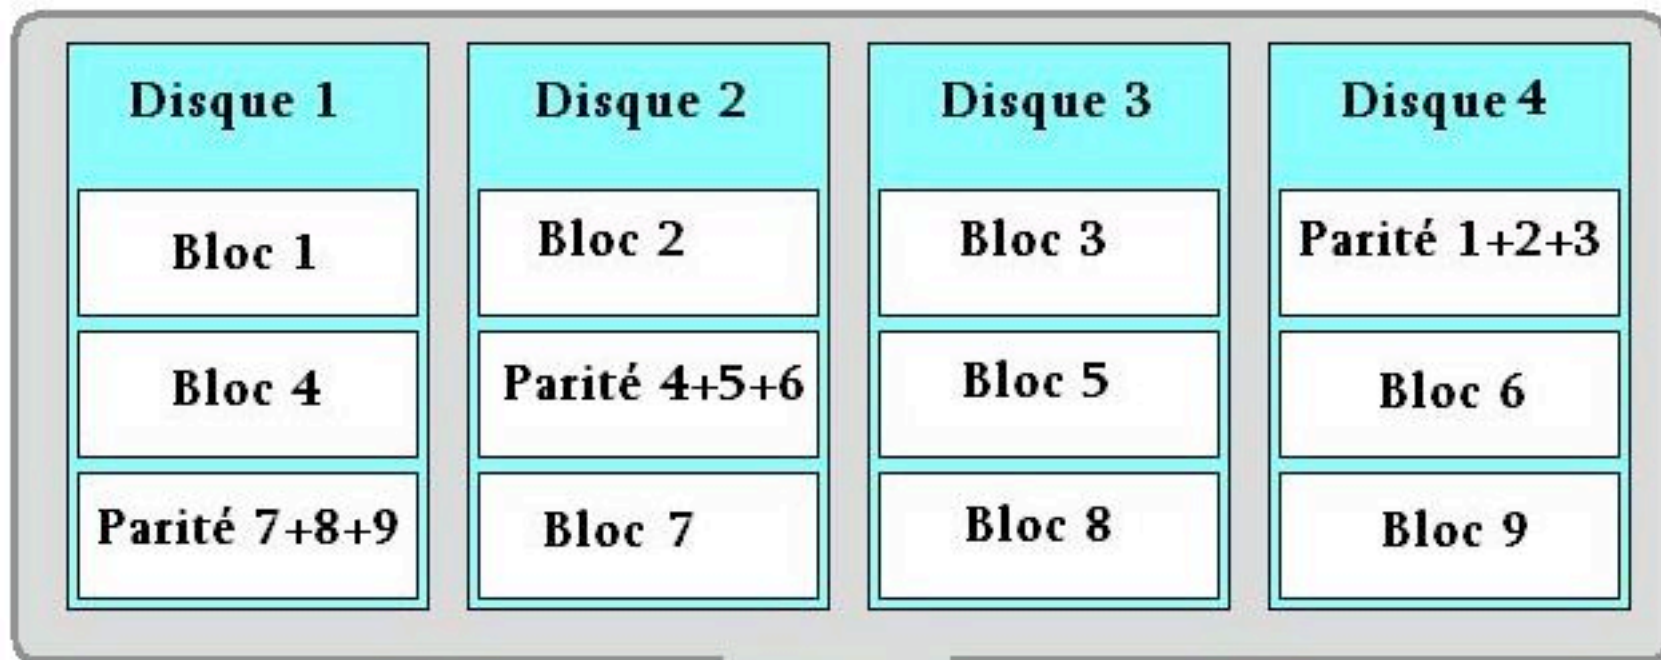 Disque 1
Disque 2
Disque 3
Disque 4
Bloc 1
Bloc 2
Bloc 3
Parité 1+2+3
Bloc 4
Parité 4+5+6
Bloc 5
Bloc 6
Parité 7+8+9
Bloc 7
Bloc 8
Bloc 9